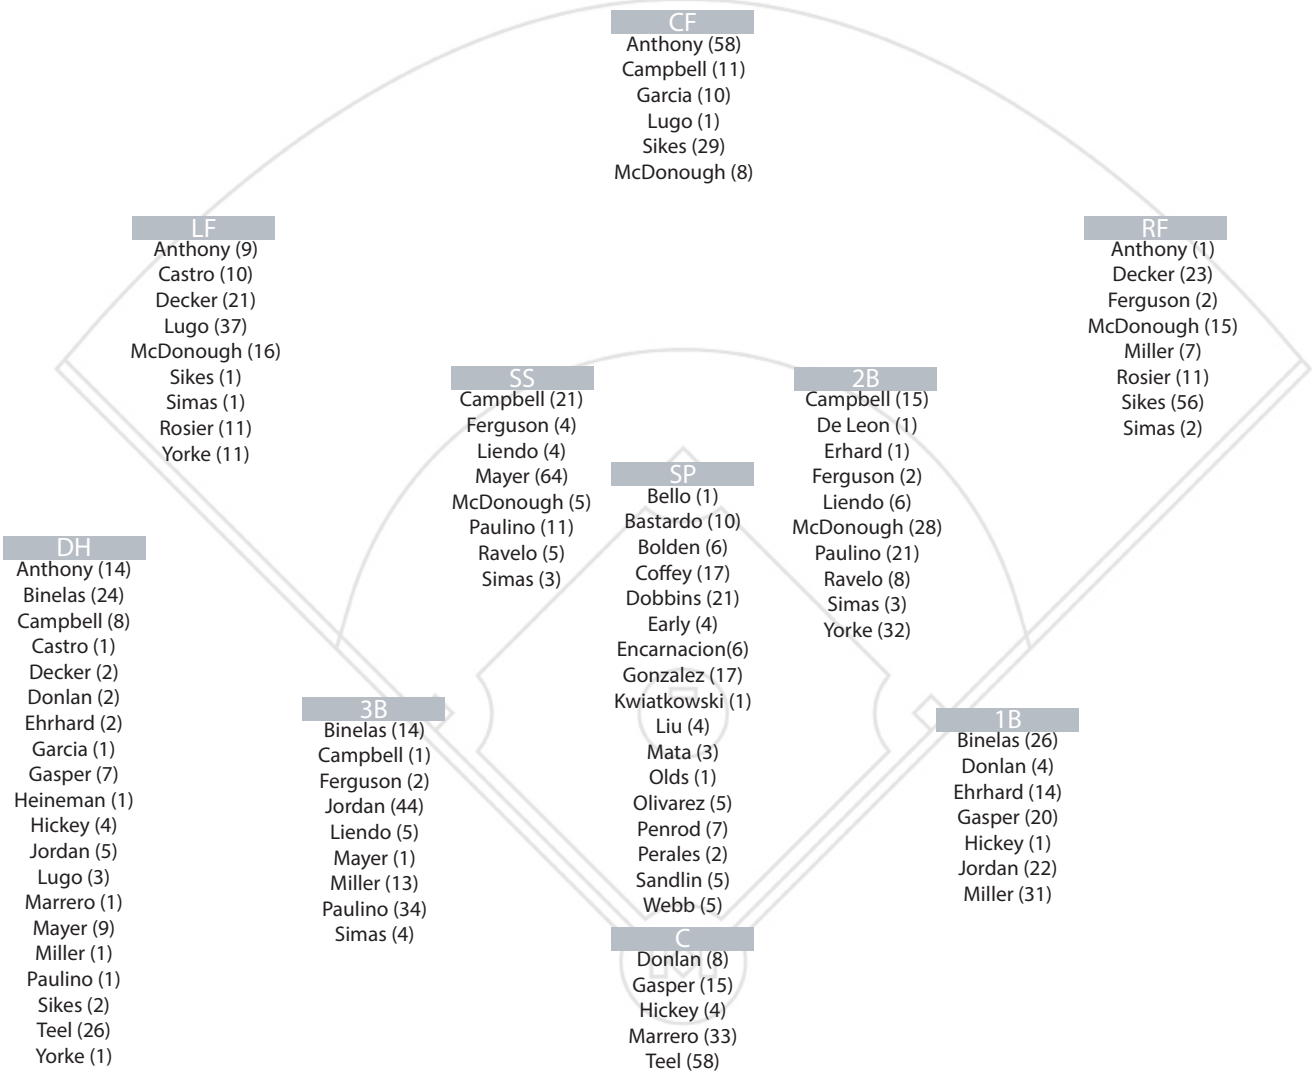 CF
Anthony (58)
Campbell (11)
Garcia (10)
Lugo (1)
Sikes (29)
McDonough (8)
LF
Anthony (9)
Castro (10)
Decker (21)
Lugo (37)
McDonough (16)
Sikes (1)
Simas (1)
Rosier (11)
Yorke (11)
RF
Anthony (1)
Decker (23)
Ferguson (2)
McDonough (15)
Miller (7)
Rosier (11)
Sikes (56)
Simas (2)
SS
Campbell (21)
Ferguson (4)
Liendo (4)
Mayer (64)
McDonough (5)
Paulino (11)
Ravelo (5)
Simas (3)
2B
Campbell (15)
De Leon (1)
Erhard (1)
Ferguson (2)
Liendo (6)
McDonough (28)
Paulino (21)
Ravelo (8)
Simas (3)
Yorke (32)
SP
Bello (1)
Bastardo (10)
Bolden (6)
Coffey (17)
Dobbins (21)
Early (4)
Encarnacion(6)
Gonzalez (17)
Kwiatkowski (1)
Liu (4)
Mata (3)
Olds (1)
Olivarez (5)
Penrod (7)
Perales (2)
Sandlin (5)
Webb (5)
DH
Anthony (14)
Binelas (24)
Campbell (8)
Castro (1)
Decker (2)
Donlan (2)
Ehrhard (2)
Garcia (1)
Gasper (7)
Heineman (1)
Hickey (4)
Jordan (5)
Lugo (3)
Marrero (1)
Mayer (9)
Miller (1)
Paulino (1)
Sikes (2)
Teel (26)
Yorke (1)
3B
Binelas (14)
Campbell (1)
Ferguson (2)
Jordan (44)
Liendo (5)
Mayer (1)
Miller (13)
Paulino (34)
Simas (4)
1B
Binelas (26)
Donlan (4)
Ehrhard (14)
Gasper (20)
Hickey (1)
Jordan (22)
Miller (31)
C
Donlan (8)
Gasper (15)
Hickey (4)
Marrero (33)
Teel (58)